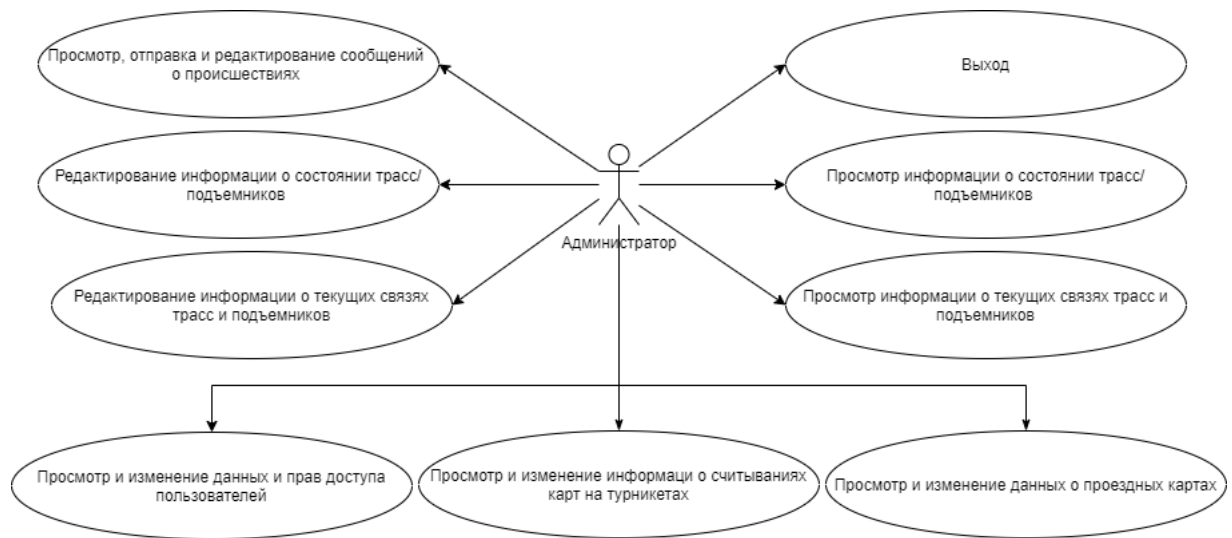 Просмотр, отправка и редактирование сообщений
о происшествиях
Выход
Редактирование информации о состоянии трасс/
подъемников
Просмотр информации о состоянии трасс/
подъемников
Администратор
Редактирование информации о текущих связях
трасс и подъемников
Просмотр информации о текущих связях трасс и
подъемников
Просмотр и изменение данных и прав доступа
пользователей
Просмотр и изменение информаци о считываниях
карт на турникетах
Просмотр и изменение данных о проездных картах